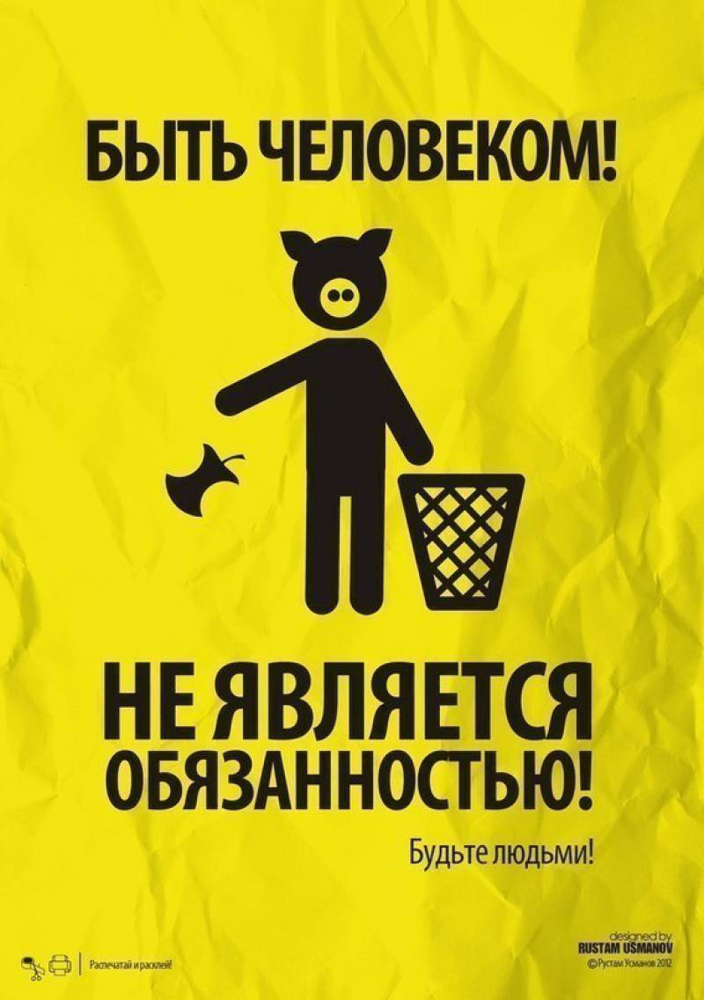 БЫТЬ ЧЕЛОВЕКОМ!
НЕ ЯВЛЯЕТСЯ
ОБЯЗАННОСТЬЮ!
Будьте людьми!
Распечатай и расклей!
designed by
RUSTAM UŠMANOV
©Рустам Усманов 2012